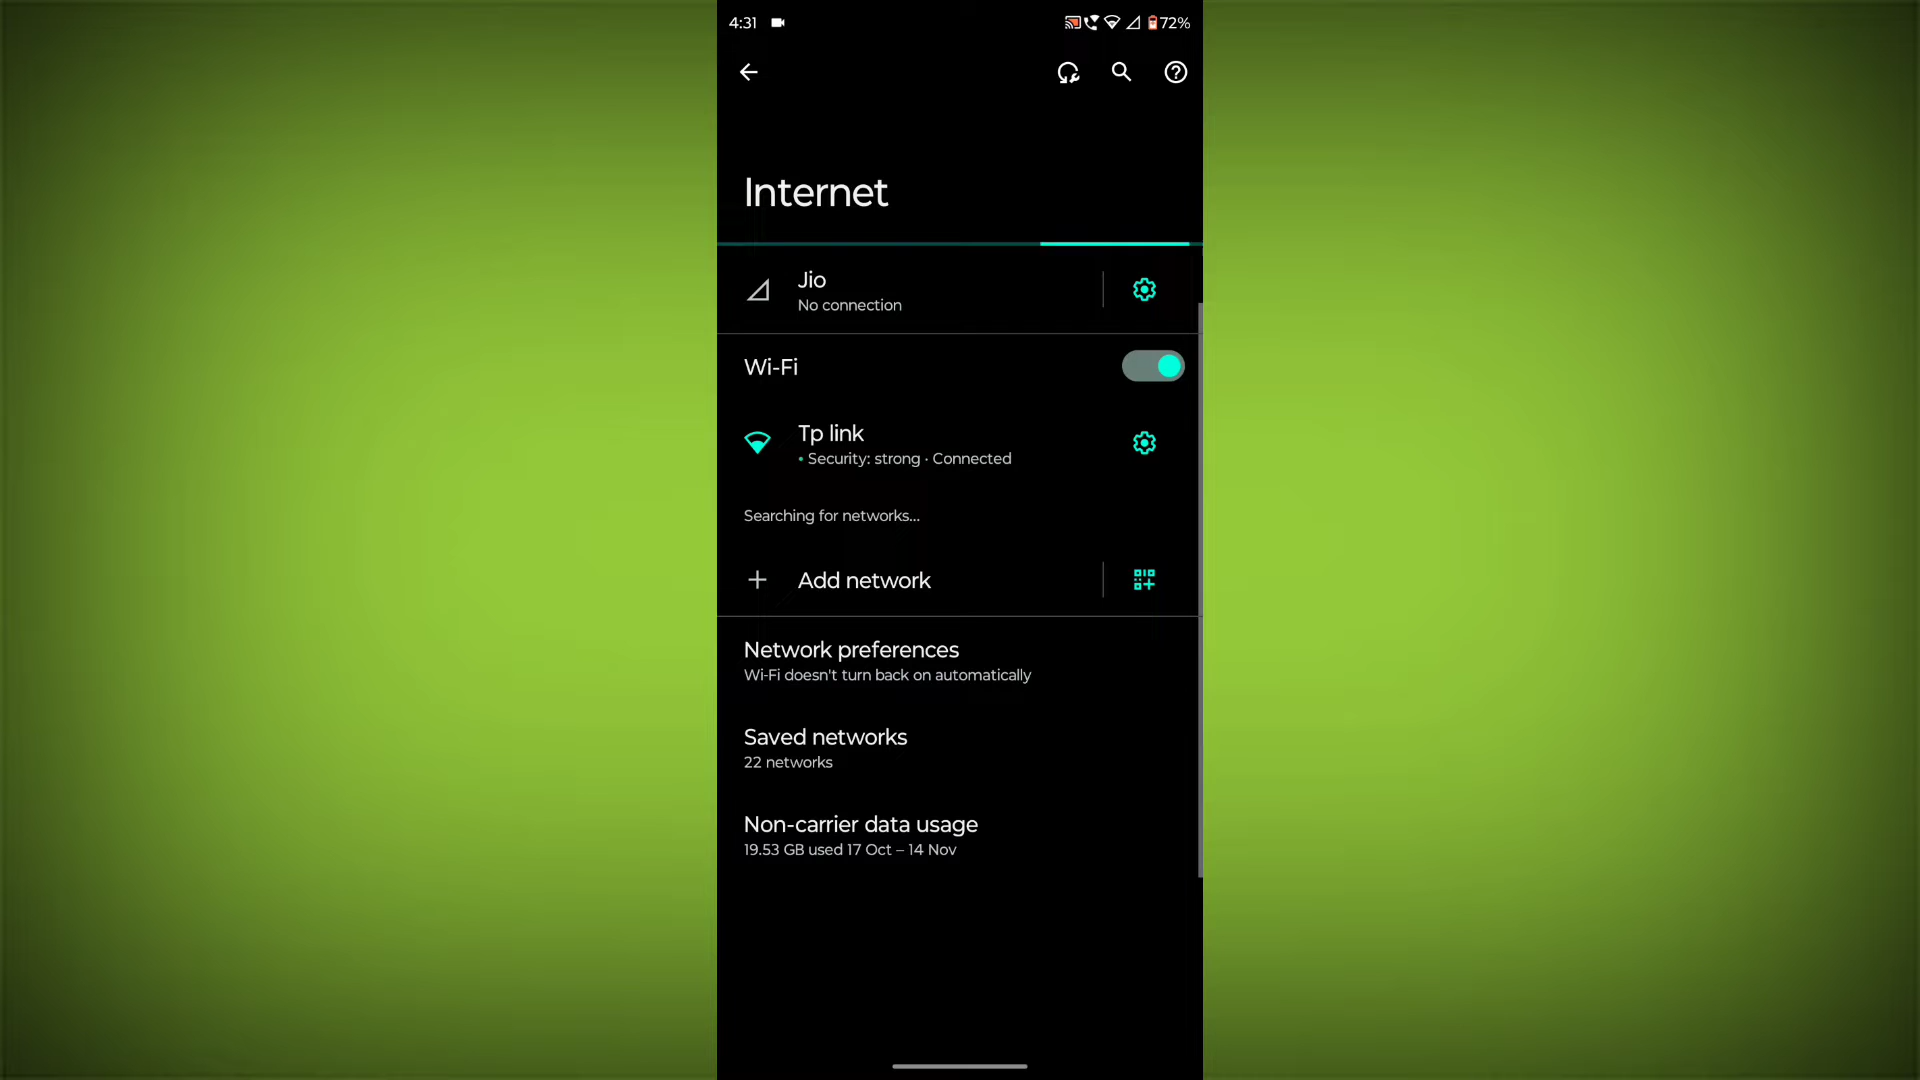 4:31
72%
Internet
Jio
No connection
Wi-Fi
Tp link
• Security: strong · Connected
Searching for networks...
Add network
Network preferences
Wi-Fi doesn't turn back on automatically
Saved networks
22 networks
Non-carrier data usage
19.53 GB used 17 Oct – 14 Nov